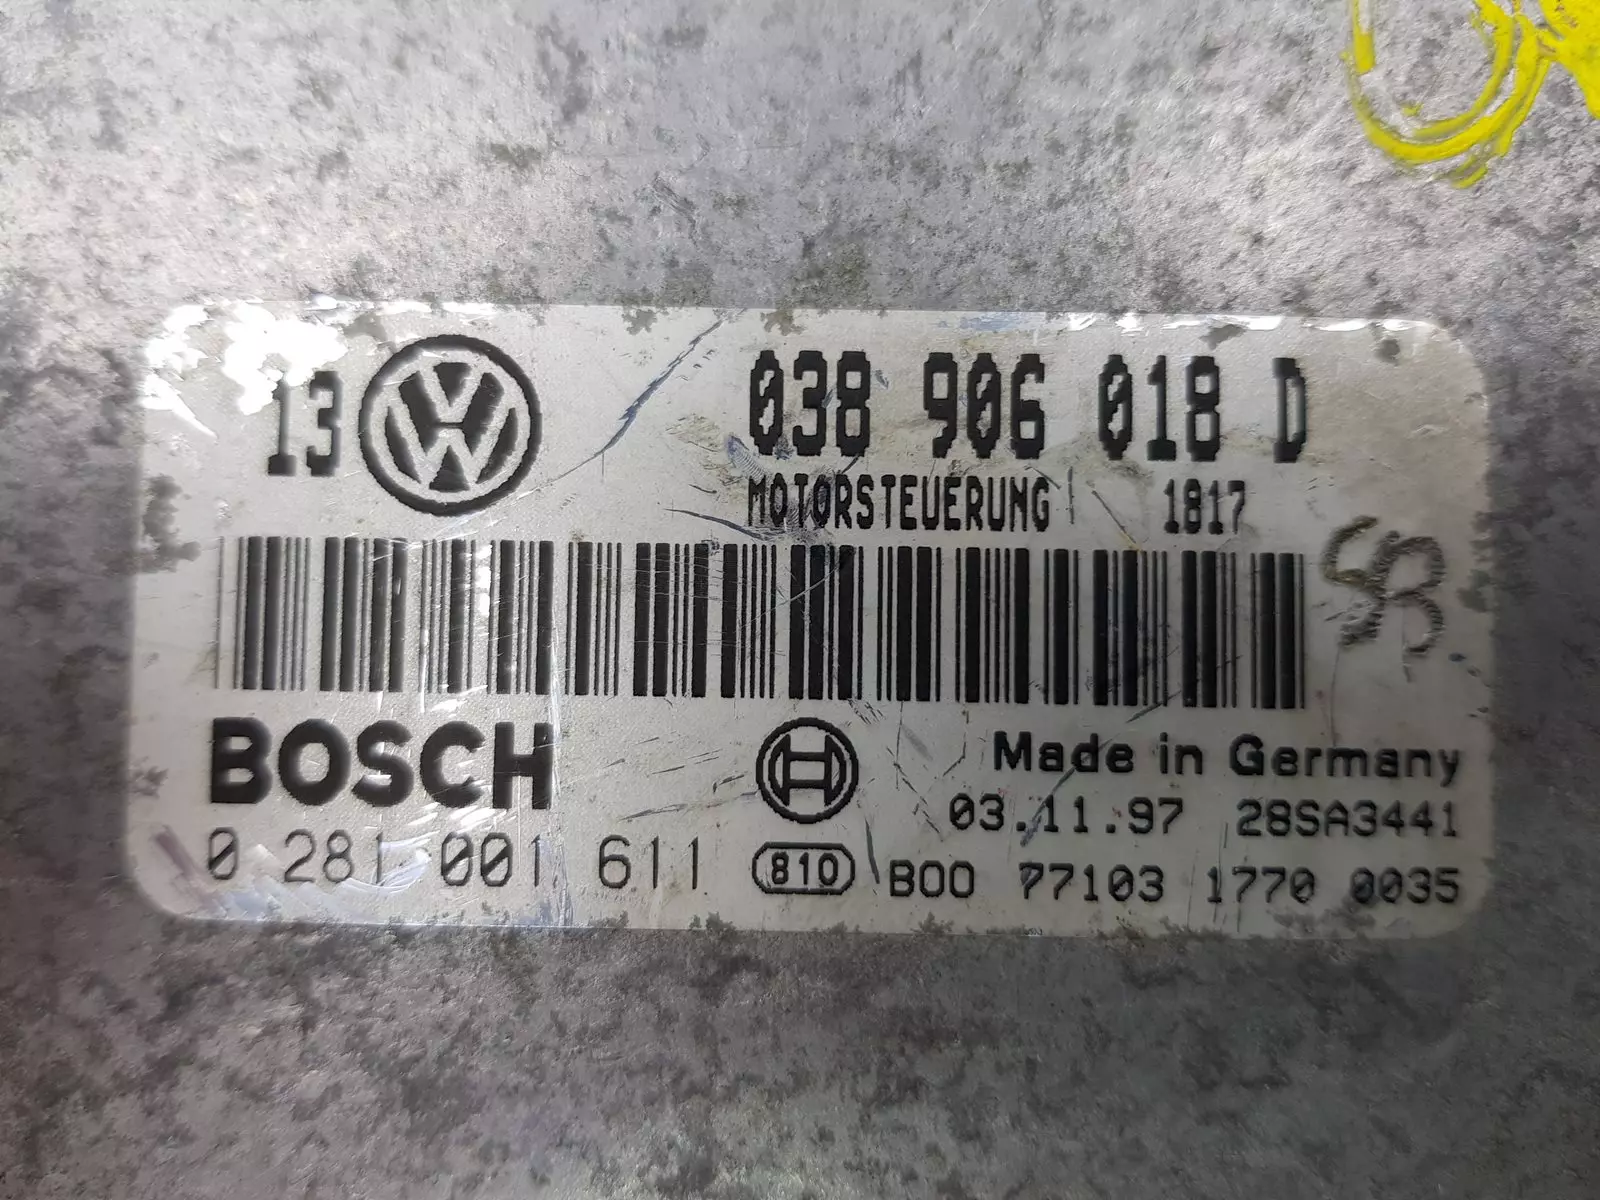 13 VW 038 906 018 D
MOTORSTEUERUNG 1817
BOSCH
Made in Germany
03.11.97 28SA3441
0 281 001 611 810 B00 77103 1770 0035